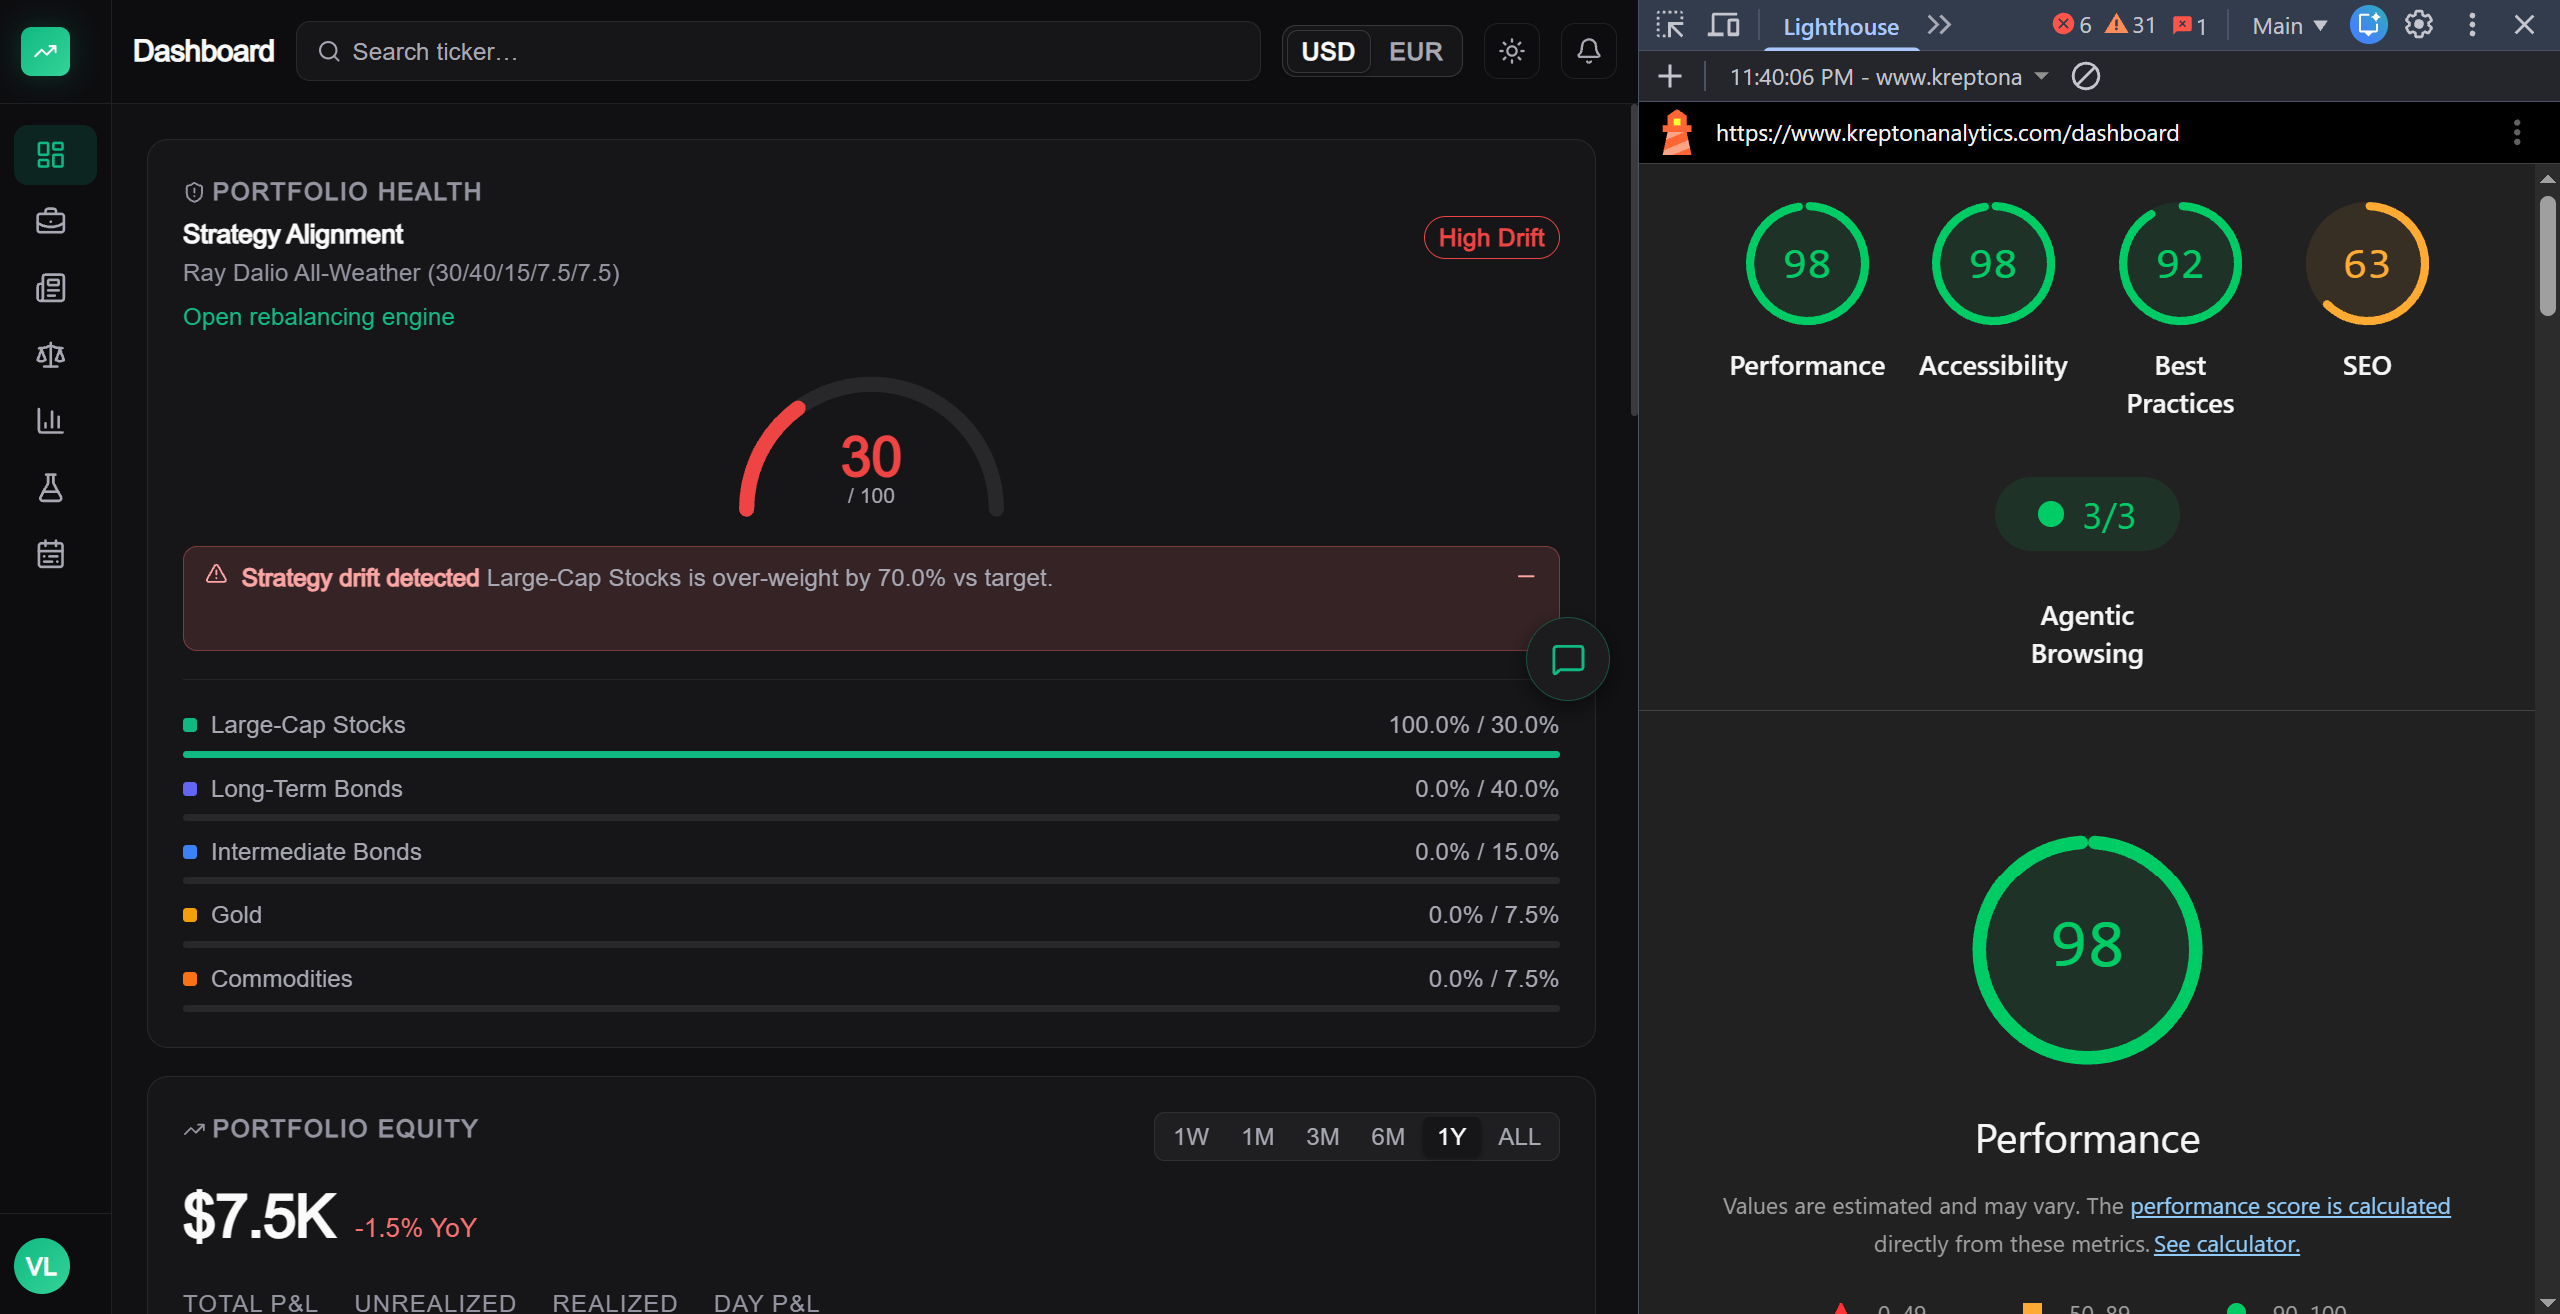 Dashboard
Search ticker...
USD EUR
PORTFOLIO HEALTH
Strategy Alignment
Ray Dalio All-Weather (30/40/15/7.5/7.5)
Open rebalancing engine
High Drift
30
/ 100
Strategy drift detected Large-Cap Stocks is over-weight by 70.0% vs target.
Large-Cap Stocks 100.0% / 30.0%
Long-Term Bonds 0.0% / 40.0%
Intermediate Bonds 0.0% / 15.0%
Gold 0.0% / 7.5%
Commodities 0.0% / 7.5%
PORTFOLIO EQUITY
1W 1M 3M 6M 1Y ALL
$7.5K -1.5% YoY
TOTAL P&L UNREALIZED REALIZED DAY P&L
VL
Lighthouse 6 31 1 Main
11:40:06 PM - www.kreptona
https://www.kreptonanalytics.com/dashboard
98 98 92 63
Performance Accessibility Best Practices SEO
3/3
Agentic
Browsing
98
Performance
Values are estimated and may vary. The performance score is calculated
directly from these metrics. See calculator.
0–49 50–89 90–100